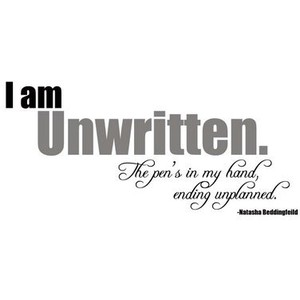 I am
Unwritten.
The pen's in my hand,
ending unplanned.
-Natasha Beddingfeild